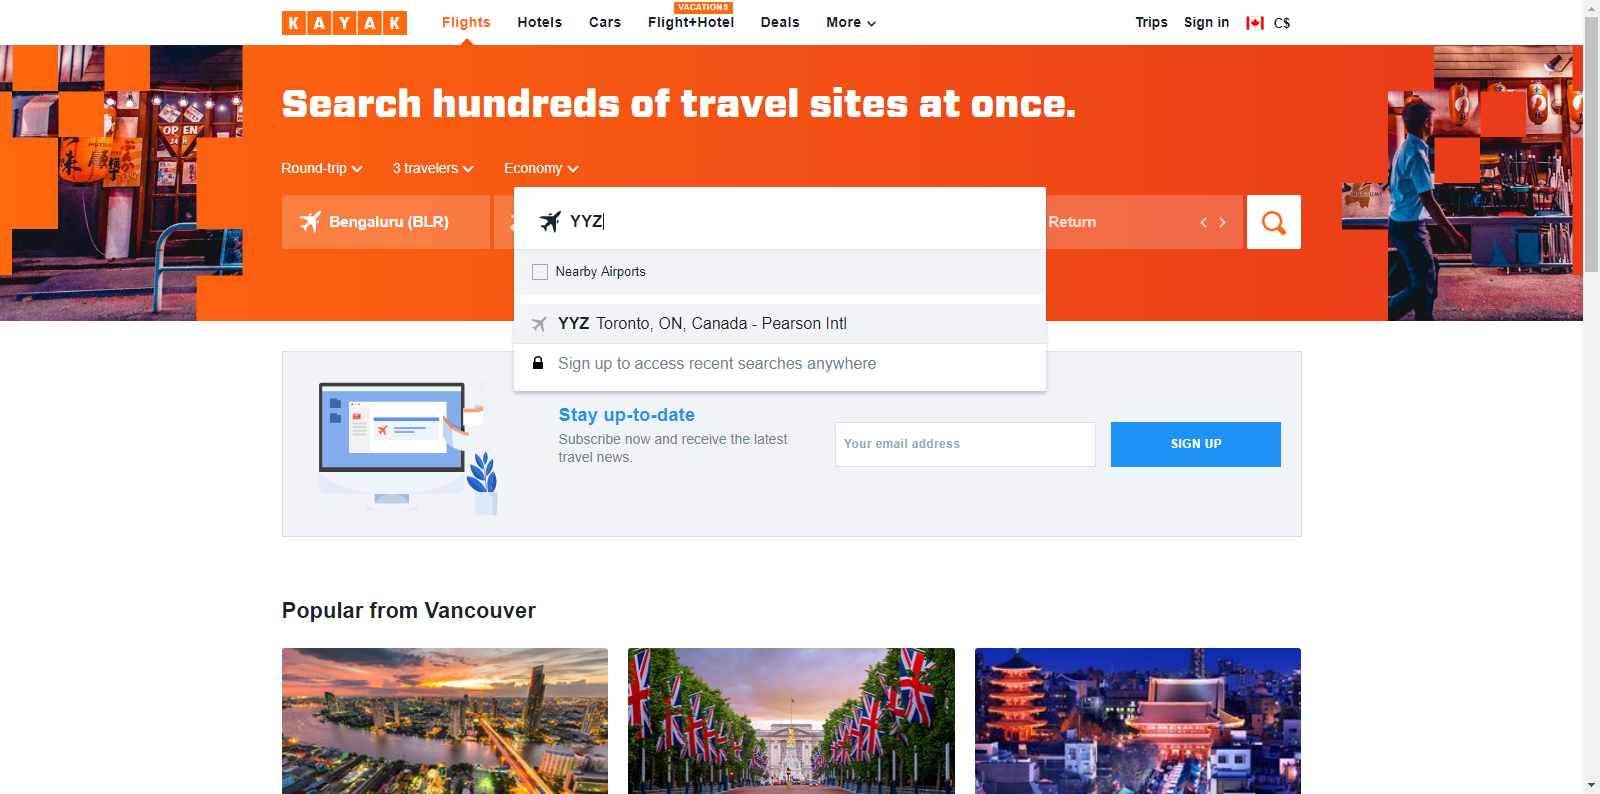 KAYAK
Flights
Hotels
Cars
VACATIONS
Flight+Hotel
Deals
More
Trips
Sign in
C$
OPEN
Search hundreds of travel sites at once.
Round-trip
3 travelers
Economy
Bengaluru (BLR)
YYZ
Return
Nearby Airports
YYZ Toronto, ON, Canada - Pearson Intl
Sign up to access recent searches anywhere
Stay up-to-date
Subscribe now and receive the latest
travel news.
Your email address
SIGN UP
Popular from Vancouver